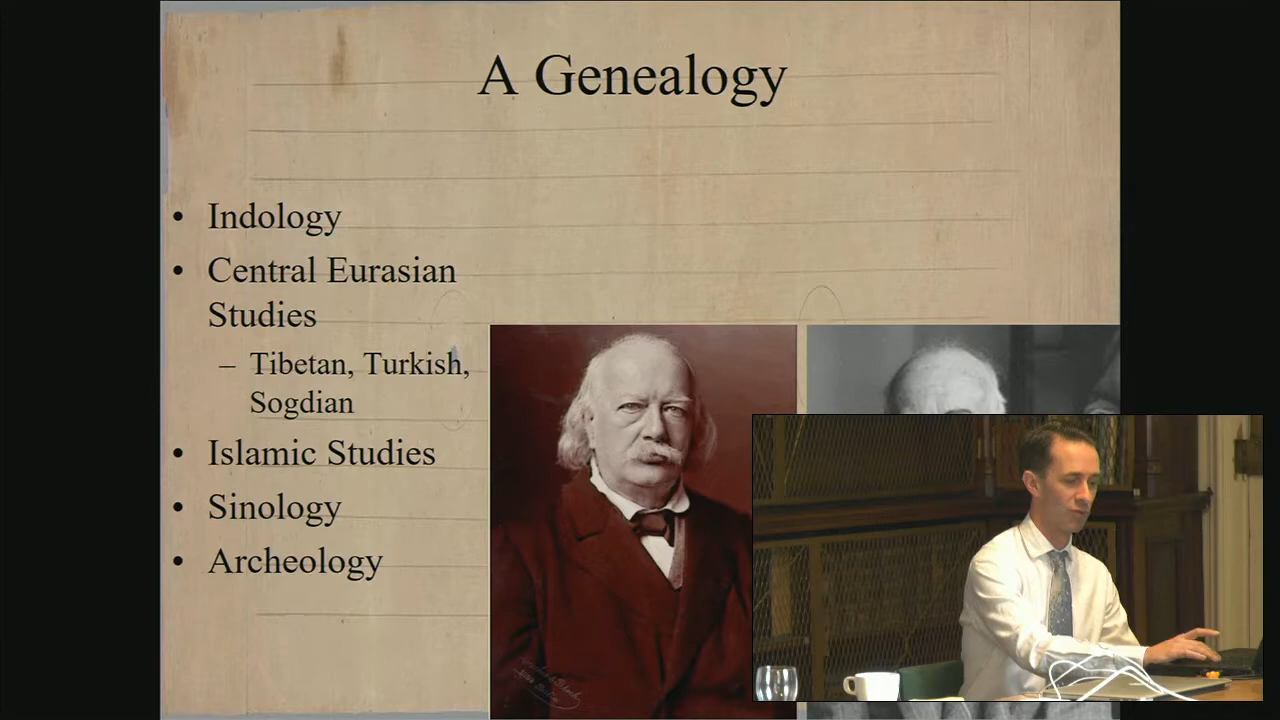 A Genealogy
• Indology
• Central Eurasian
Studies
– Tibetan, Turkish,
Sogdian
• Islamic Studies
• Sinology
• Archeology